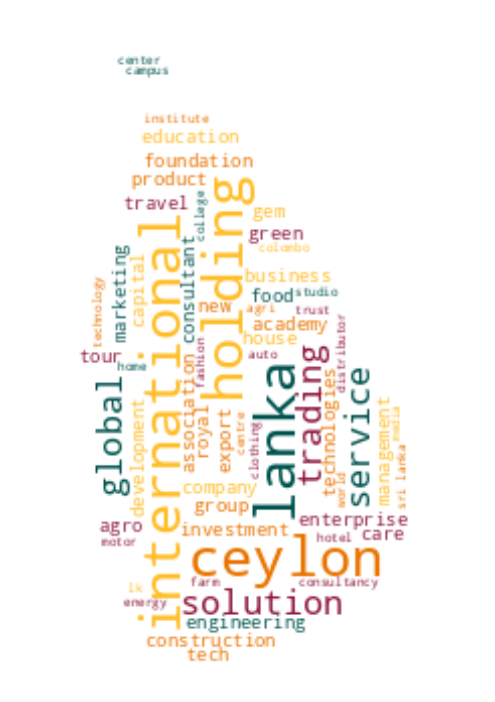 center
campus
institute
education
foundation
product
travel
college
holding
gem
international
green
colombo
marketing
capital
consultant
business
technology
food
studio
new
agri
trust
academy
house
distributor
fashion
tour
home
auto
trading
association
lanka
service
global
technologies
development
royal
export
centre
clothing
management
media
sri lanka
world
company
group
agro
investment
enterprise
motor
hotel
care
ceylon
lk
farm
consultancy
energy
solution
engineering
construction
tech